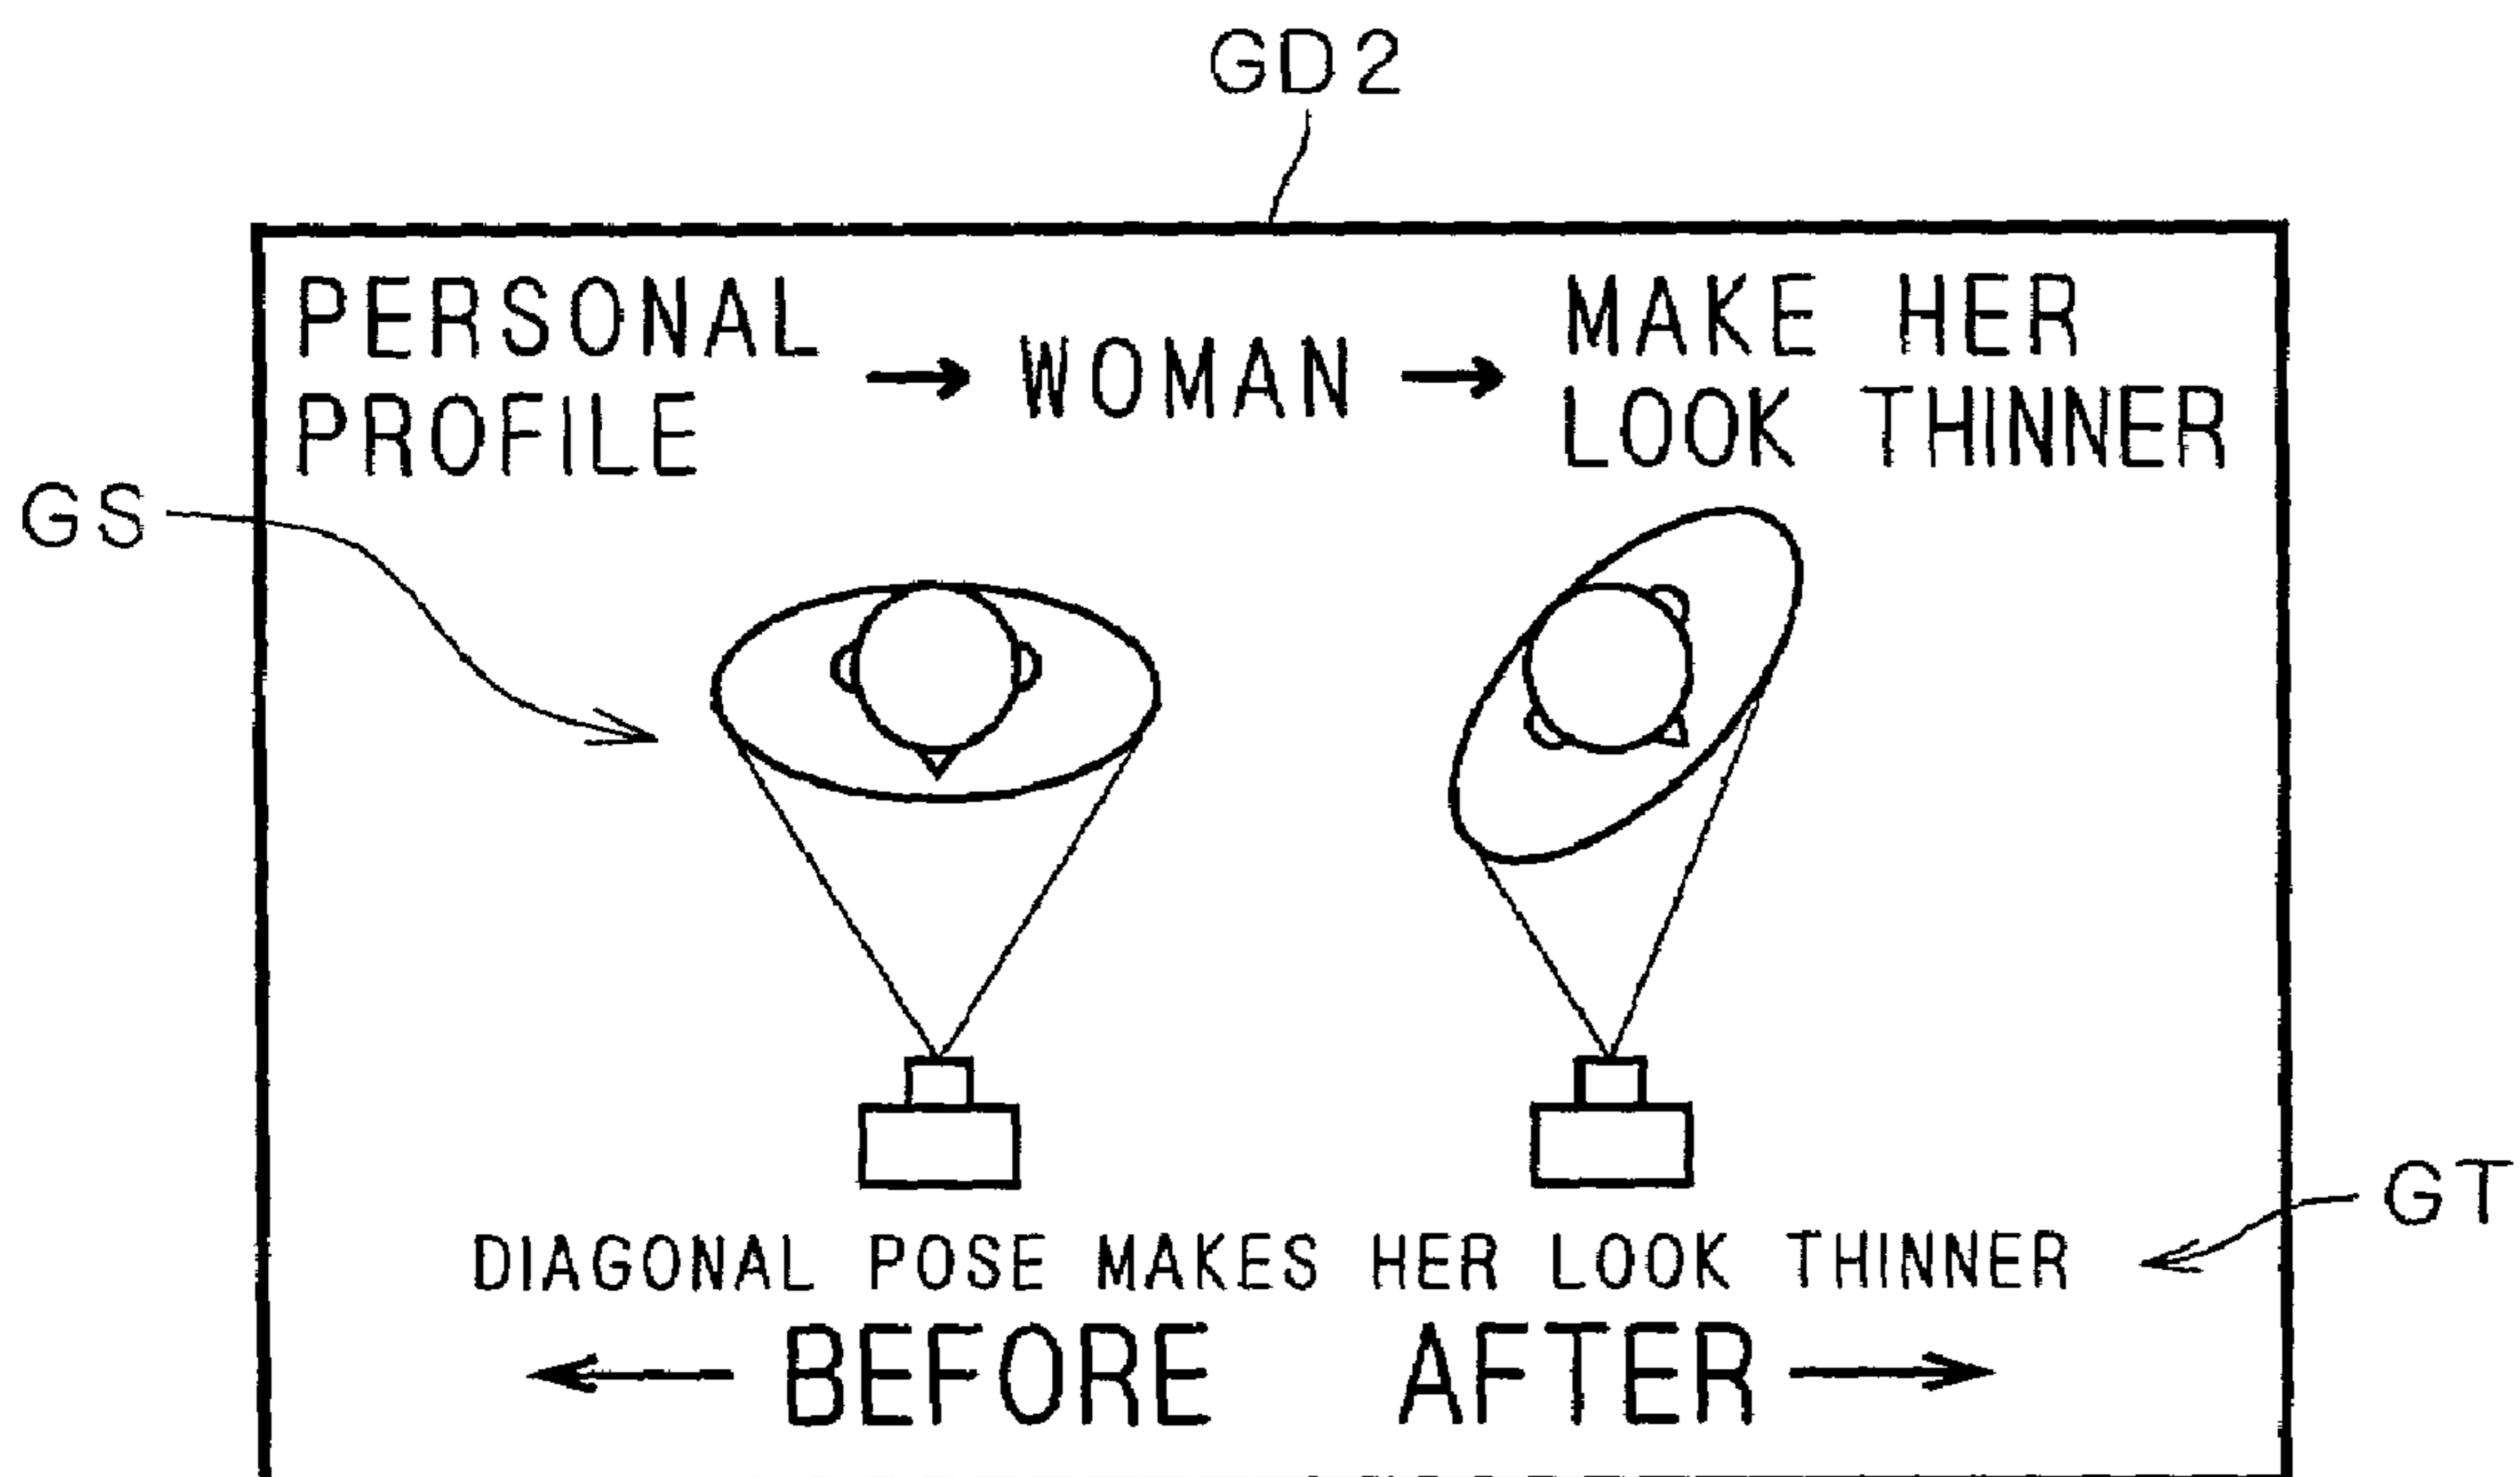 GD2
PERSONAL PROFILE → WOMAN → MAKE HER LOOK THINNER
GS
GT
DIAGONAL POSE MAKES HER LOOK THINNER
← BEFORE AFTER →